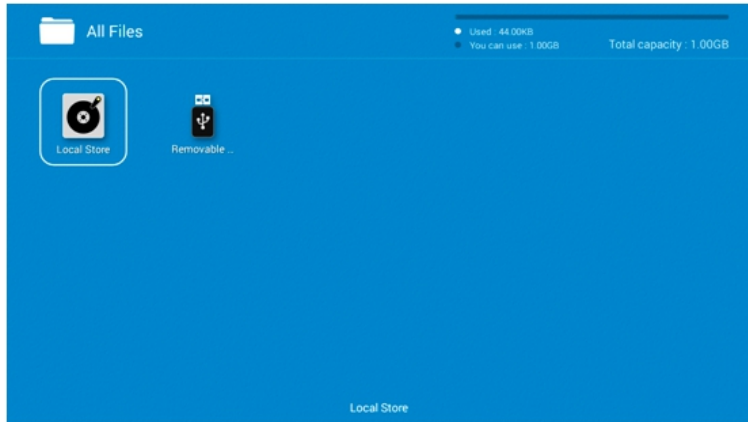 All Files
Used : 44.00KB
You can use : 1.00GB
Total capacity : 1.00GB
Local Store
Removable ...
Local Store